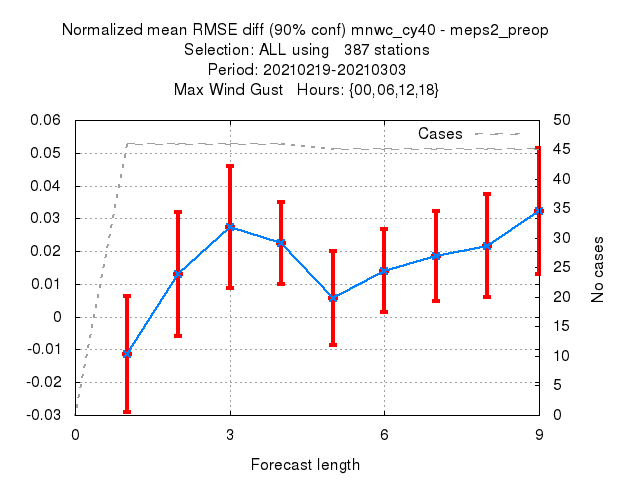 Normalized mean RMSE diff (90% conf) mnwc_cy40 - meps2_preop
Selection: ALL using 387 stations
Period: 20210219-20210303
Max Wind Gust Hours: {00,06,12,18}
Cases
0.06
0.05
0.04
0.03
0.02
0.01
0
-0.01
-0.02
-0.03
50
45
40
35
30
25
20
15
10
5
0
No cases
0 3 6 9
Forecast length